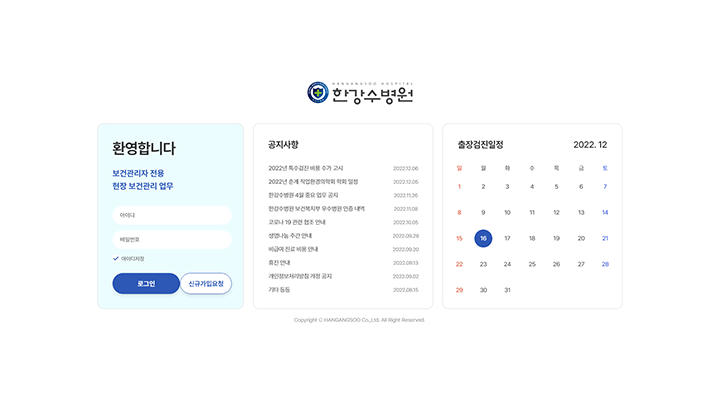 HANGANGSOO HOSPITAL
한강수병원
환영합니다
보건관리자 전용
현장 보건관리 업무
아이디
비밀번호
아이디저장
로그인 신규가입요청
공지사항
2022년 특수검진 비용 수가 고시 2022.12.06
2022년 춘계 직업환경의학회 학회 일정 2022.12.05
한강수병원 4월 중요 업무 공지 2022.11.26
한강수병원 보건복지부 우수병원 인증 내역 2022.11.08
코로나 19 관련 협조 안내 2022.10.05
생명나눔 주간 안내 2022.09.28
비급여 진료 비용 안내 2022.09.20
휴진 안내 2022.09.13
개인정보처리방침 개정 공지 2022.09.02
기타 등등 2022.08.15
출장검진일정 2022. 12
일 월 화 수 목 금 토
1 2 3 4 5 6 7
8 9 10 11 12 13 14
15 16 17 18 19 20 21
22 23 24 25 26 27 28
29 30 31
Copyright © HANGANGSOO Co.,Ltd. All Right Reserved.